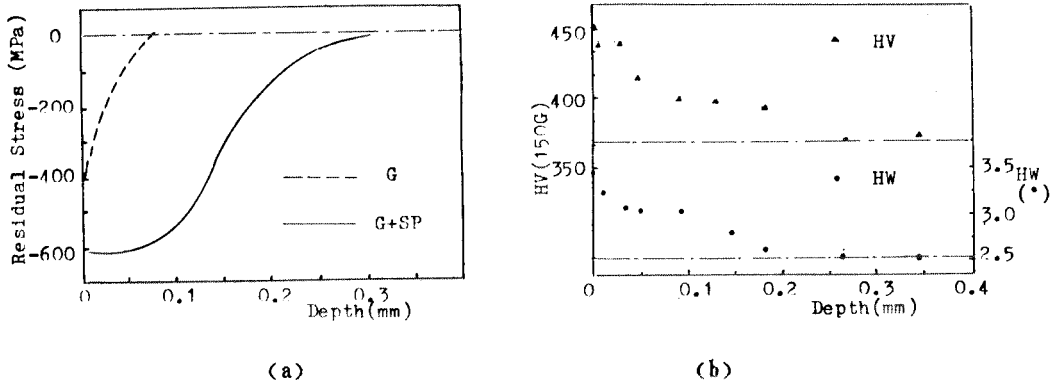 Residual Stress (MPa)
0
-200
-400
-600
G
G+SP
0
0.1
0.2
0.3
Depth(mm)
(a)
HV(150G)
450
400
350
HV
HW
3.5
3.0
2.5
HW
(°)
0
0.1
0.2
0.3
0.4
Depth(mm)
(b)